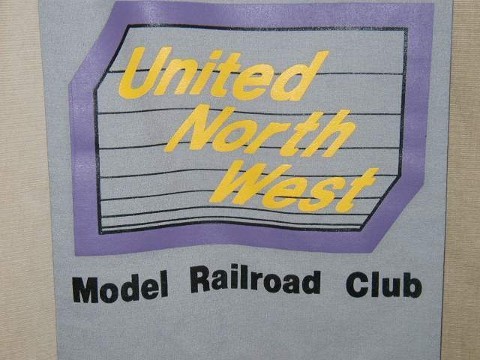 United
North
West
Model Railroad Club